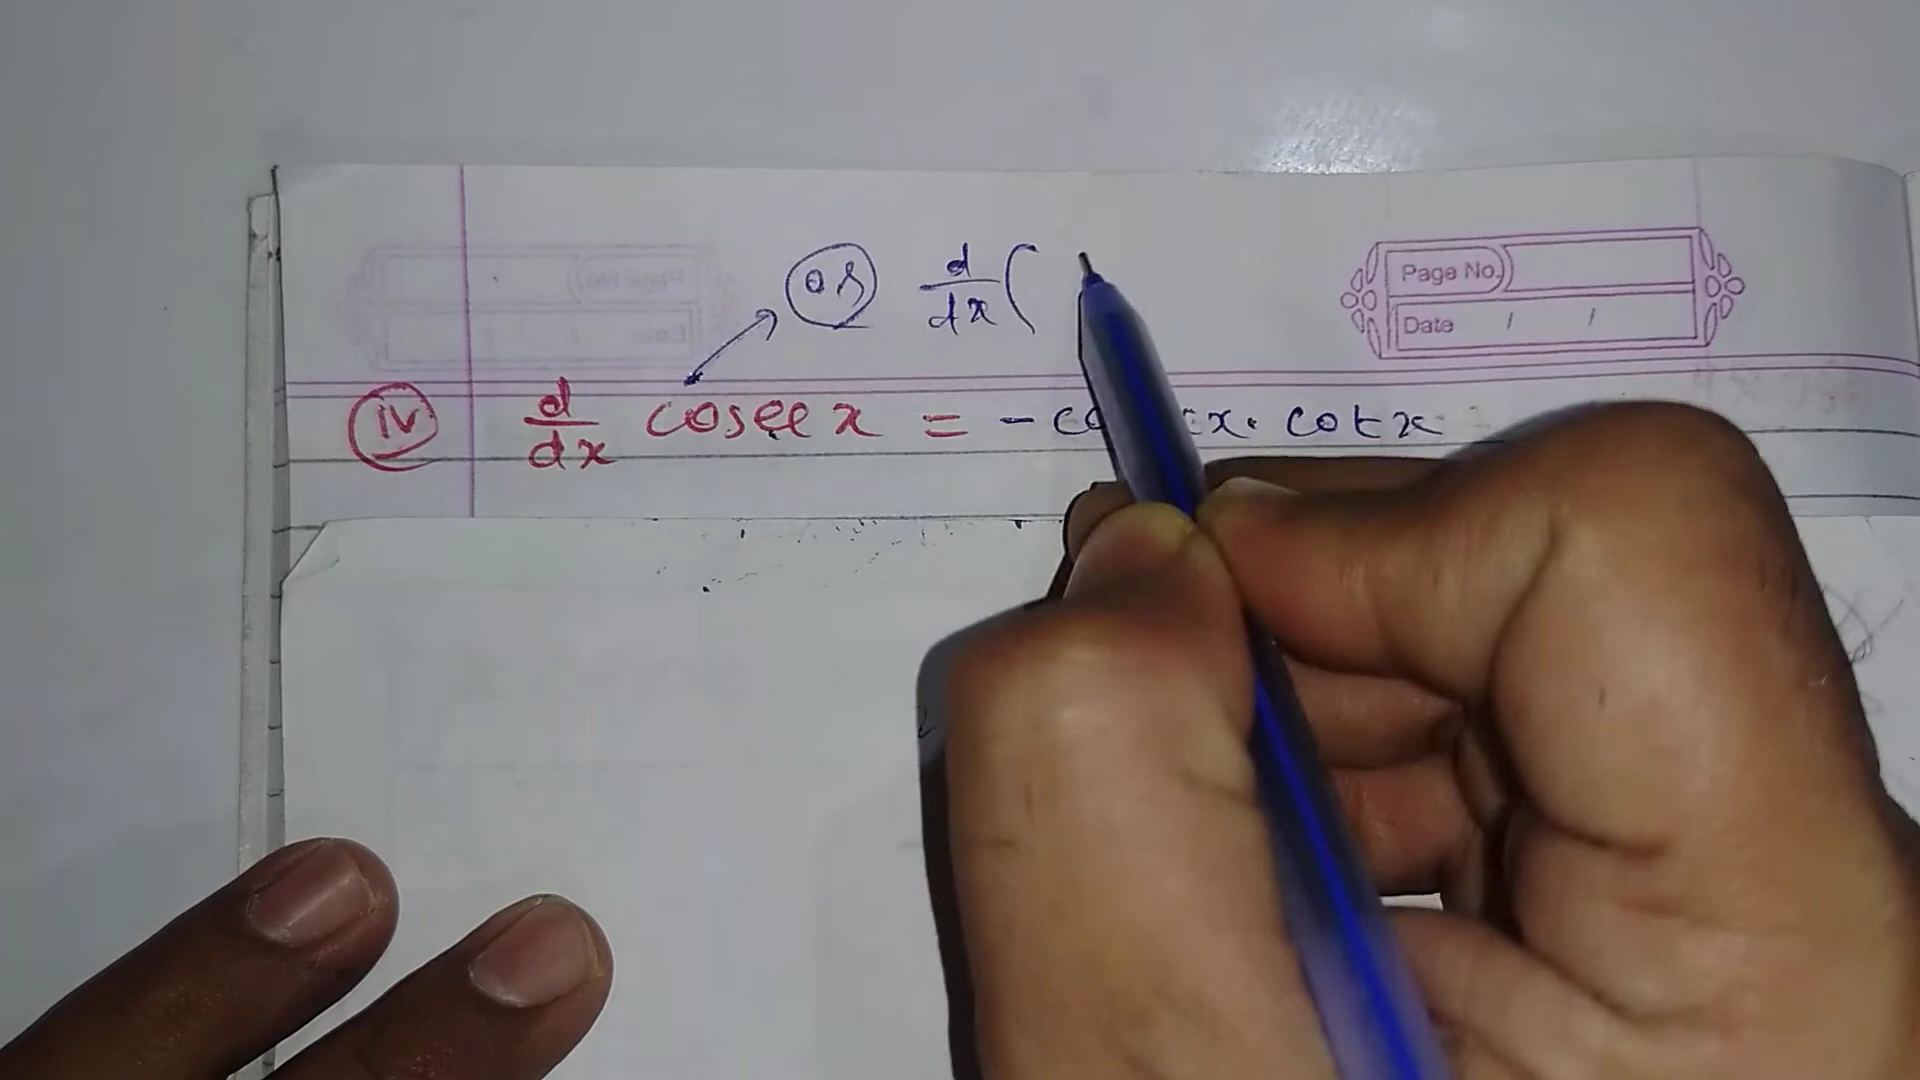 or d/dx (
Page No.
Date / /
iv d/dx cosec x = - co x. cot x